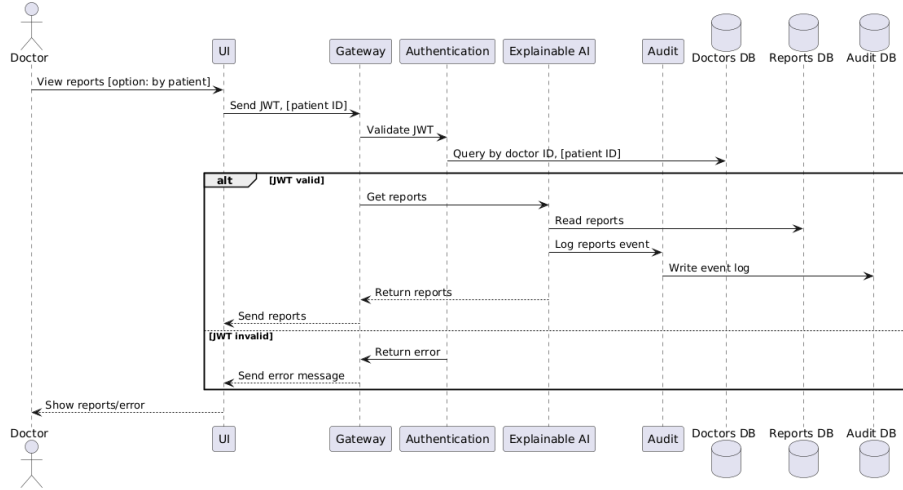 Doctor
UI
Gateway
Authentication
Explainable AI
Audit
Doctors DB
Reports DB
Audit DB
View reports [option: by patient]
Send JWT, [patient ID]
Validate JWT
Query by doctor ID, [patient ID]
alt
[JWT valid]
Get reports
Read reports
Log reports event
Write event log
Return reports
Send reports
[JWT invalid]
Return error
Send error message
Show reports/error
Doctor
UI
Gateway
Authentication
Explainable AI
Audit
Doctors DB
Reports DB
Audit DB